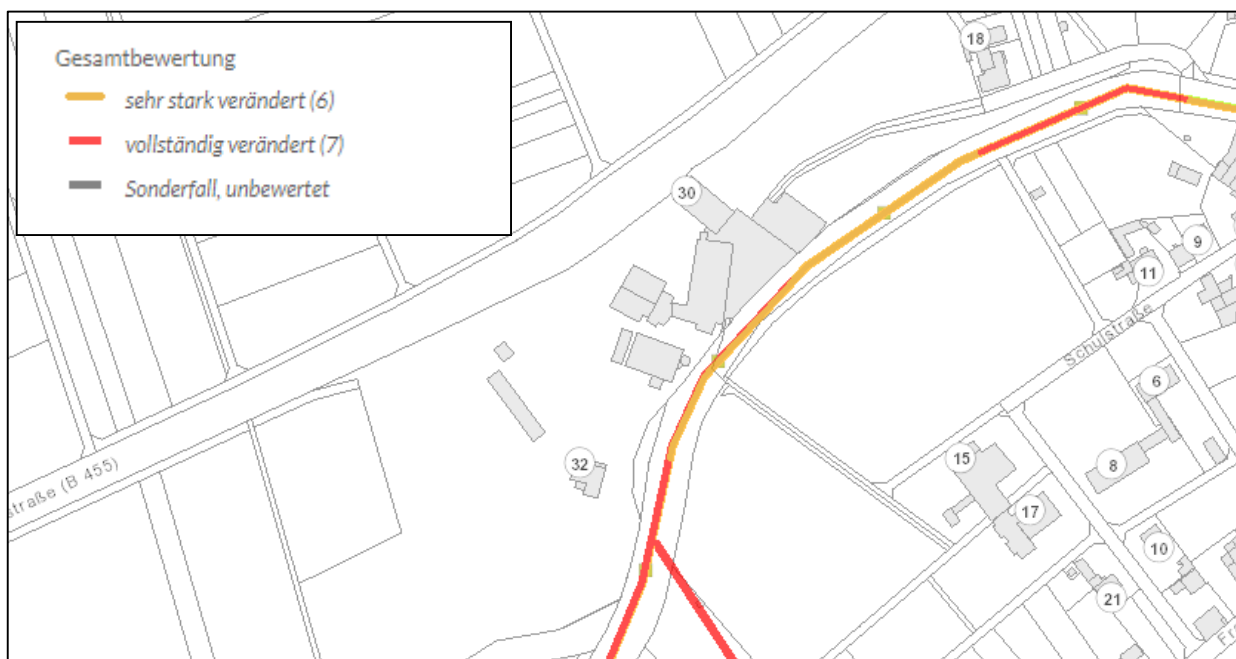 Gesamtbewertung
sehr stark verändert (6)
vollständig verändert (7)
Sonderfall, unbewertet
18
30
9
11
Schulstraße
6
straße (B 455)
32
15
8
17
10
21